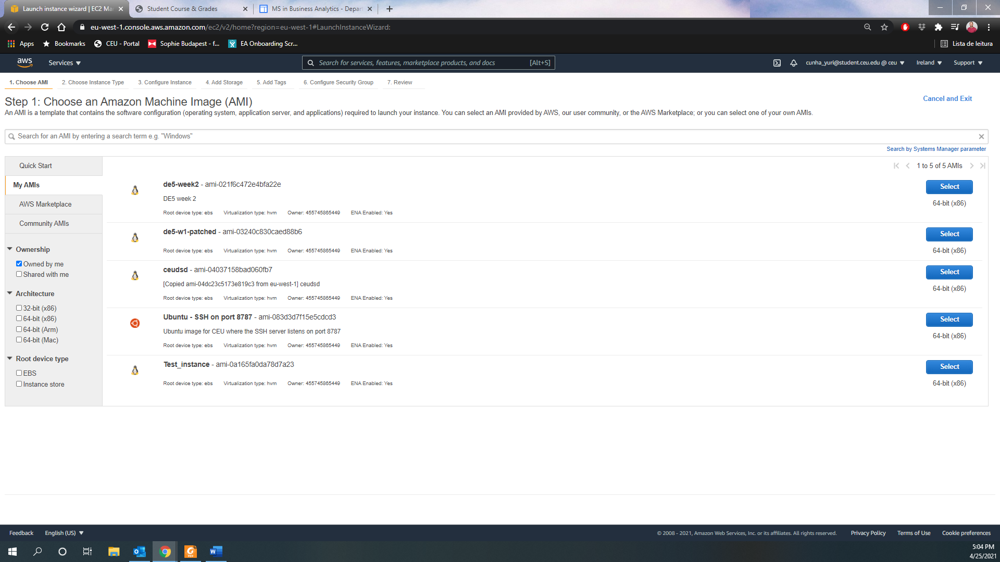 Launch instance wizard | EC2 Mar
Student Course & Grades
MS in Business Analytics - Depart
eu-west-1.console.aws.amazon.com/ec2/v2/home?region=eu-west-1#LaunchInstanceWizard:
Apps
Bookmarks
CEU - Portal
Sophie Budapest - f...
EA Onboarding Scr...
Lista de leitura
aws
Services
Search for services, features, marketplace products, and docs
[Alt+S]
cunha_yuri@student.ceu.edu @ ceu
Ireland
Support
1. Choose AMI
2. Choose Instance Type
3. Configure Instance
4. Add Storage
5. Add Tags
6. Configure Security Group
7. Review
Step 1: Choose an Amazon Machine Image (AMI)
Cancel and Exit
An AMI is a template that contains the software configuration (operating system, application server, and applications) required to launch your instance. You can select an AMI provided by AWS, our user community, or the AWS Marketplace; or you can select one of your own AMIs.
Search for an AMI by entering a search term e.g. "Windows"
Search by Systems Manager parameter
Quick Start
My AMIs
AWS Marketplace
Community AMIs
Ownership
Owned by me
Shared with me
Architecture
32-bit (x86)
64-bit (x86)
64-bit (Arm)
64-bit (Mac)
Root device type
EBS
Instance store
1 to 5 of 5 AMIs
de5-week2 - ami-021f6c472e4bfa22e
DE5 week 2
Root device type: ebs Virtualization type: hvm Owner: 455745865449 ENA Enabled: Yes
Select
64-bit (x86)
de5-w1-patched - ami-03240c830caed88b6
Root device type: ebs Virtualization type: hvm Owner: 455745865449 ENA Enabled: Yes
Select
64-bit (x86)
ceudsd - ami-04037158bad060fb7
[Copied ami-04dc23c5173e819c3 from eu-west-1] ceudsd
Root device type: ebs Virtualization type: hvm Owner: 455745865449 ENA Enabled: Yes
Select
64-bit (x86)
Ubuntu - SSH on port 8787 - ami-083d3d7f15e5cdcd3
Ubuntu image for CEU where the SSH server listens on port 8787
Root device type: ebs Virtualization type: hvm Owner: 455745865449 ENA Enabled: Yes
Select
64-bit (x86)
Test_instance - ami-0a165fa0da78d7a23
Root device type: ebs Virtualization type: hvm Owner: 455745865449 ENA Enabled: Yes
Select
64-bit (x86)
Feedback
English (US)
© 2008 - 2021, Amazon Web Services, Inc. or its affiliates. All rights reserved.
Privacy Policy
Terms of Use
Cookie preferences
5:04 PM
4/25/2021